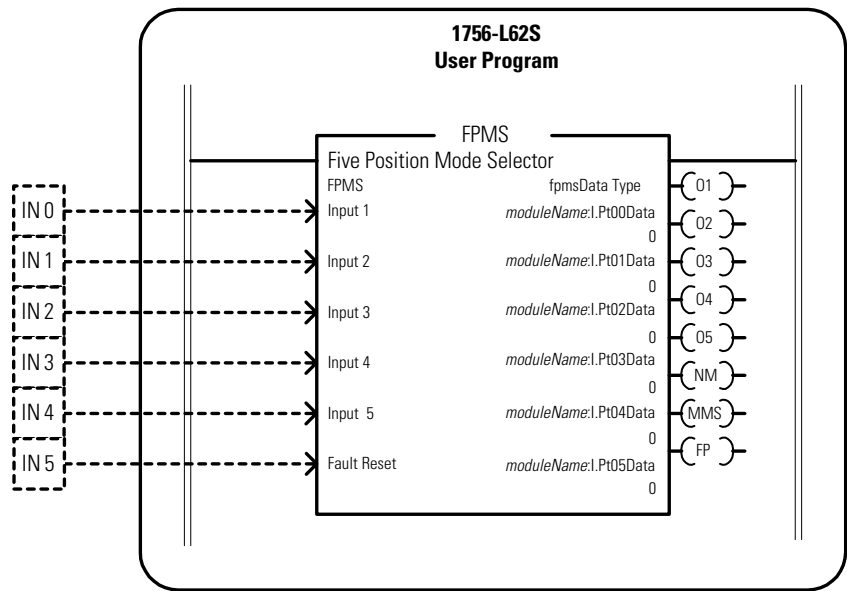 1756-L62S
User Program
FPMS
Five Position Mode Selector
FPMS fpmsData Type O1
IN 0 Input 1 moduleName:I.Pt00Data
0 O2
IN 1 Input 2 moduleName:I.Pt01Data O3
0
IN 2 Input 3 moduleName:I.Pt02Data O4
0 O5
IN 3 Input 4 moduleName:I.Pt03Data
0 NM
IN 4 Input 5 moduleName:I.Pt04Data MMS
0 FP
IN 5 Fault Reset moduleName:I.Pt05Data
0